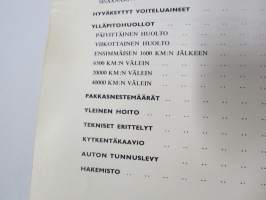 HYVÄKSYTYT VOITELUAINEET
YLLÄPITOHUOLLOT
PÄIVITTÄINEN HUOLTO
VIIKOTTAINEN HUOLTO
ENSIMMÄISEN 1600 KM:N JÄLKEEN
KM:N VÄLEIN
20000 KM:N VÄLEIN
40000 KM:N VÄLEIN
PAKKASNESTEMÄÄRÄT
YLEINEN HOITO
TEKNISET ERITTELYT
KYTKENTÄKAAVIO
AUTON TUNNUSLEVY
HAKEMISTO